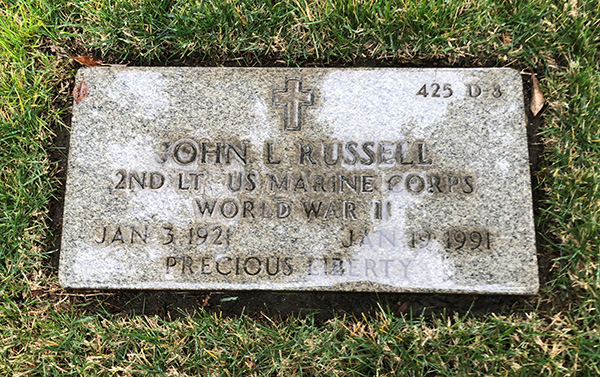 425 D 8
JOHN L RUSSELL
2ND LT US MARINE CORPS
WORLD WAR II
JAN 3 1921 JAN 19 1991
PRECIOUS LIBERTY